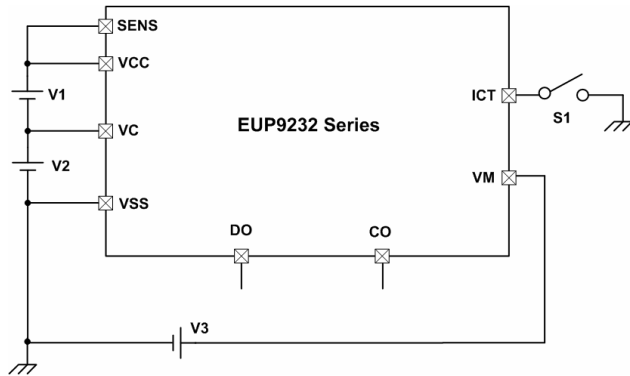 SENS
VCC
V1
ICT
S1
VC
EUP9232 Series
V2
VM
VSS
DO
CO
V3